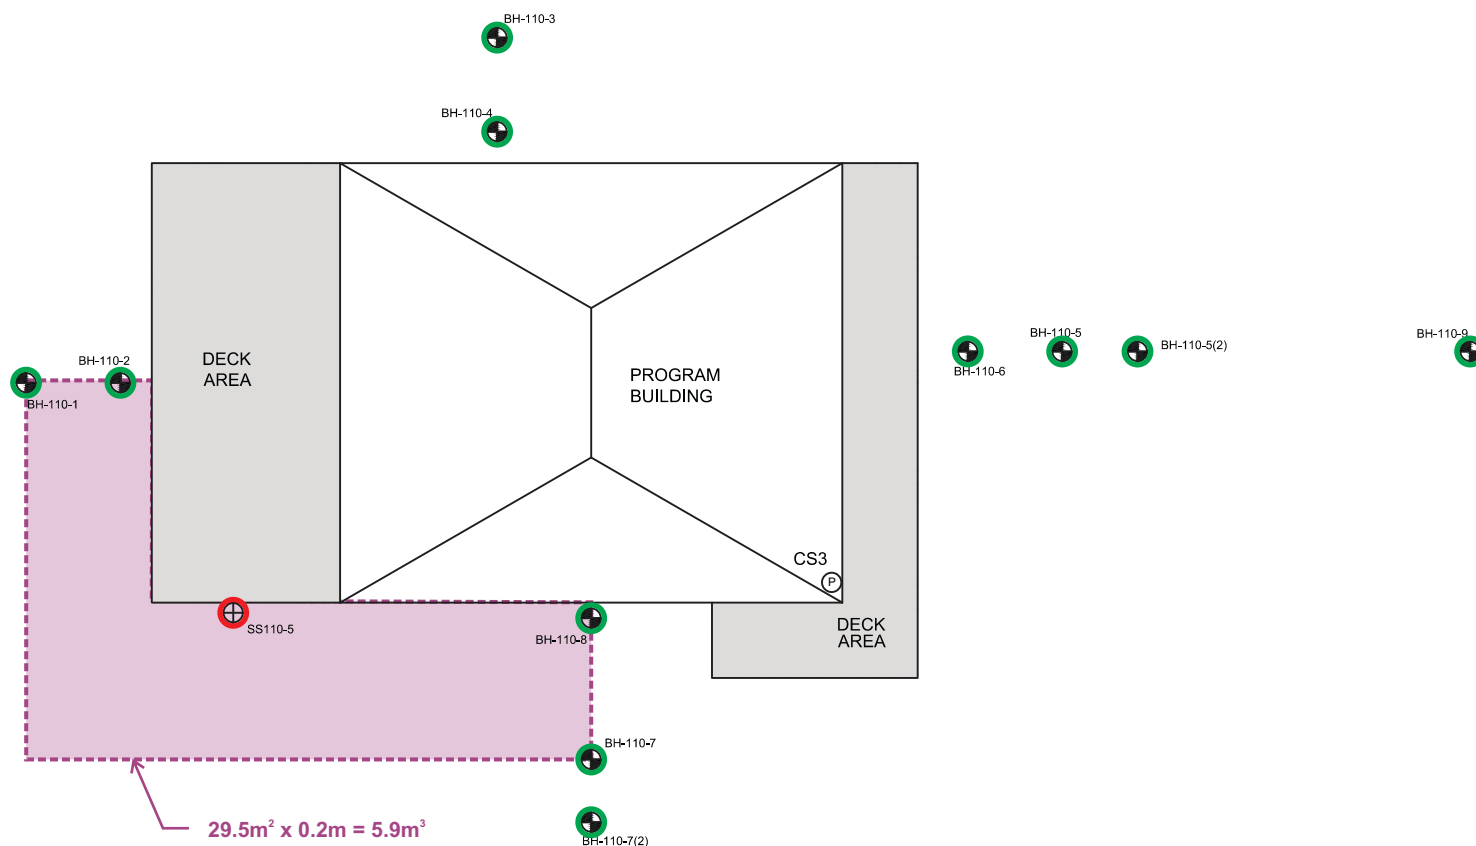 BH-110-3
BH-110-4
BH-110-9
BH-110-5
BH-110-5(2)
BH-110-2
DECK
AREA
BH-110-6
PROGRAM
BUILDING
BH-110-1
CS3
P
SS110-5
BH-110-8
DECK
AREA
BH-110-7
29.5m² x 0.2m = 5.9m³
BH-110-7(2)